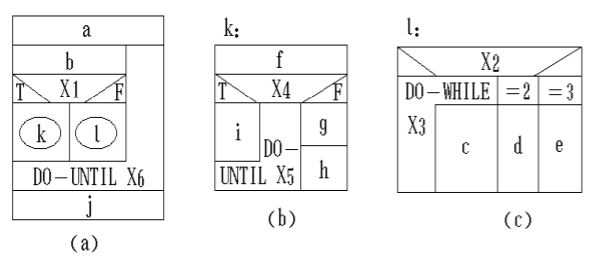 a
b
T X1 F
k l
DO-UNTIL X6
j
(a)
k:
f
T X4 F
i DO- g
UNTIL X5 h
(b)
l:
X2
DO-WHILE =2 =3
X3 c d e
(c)